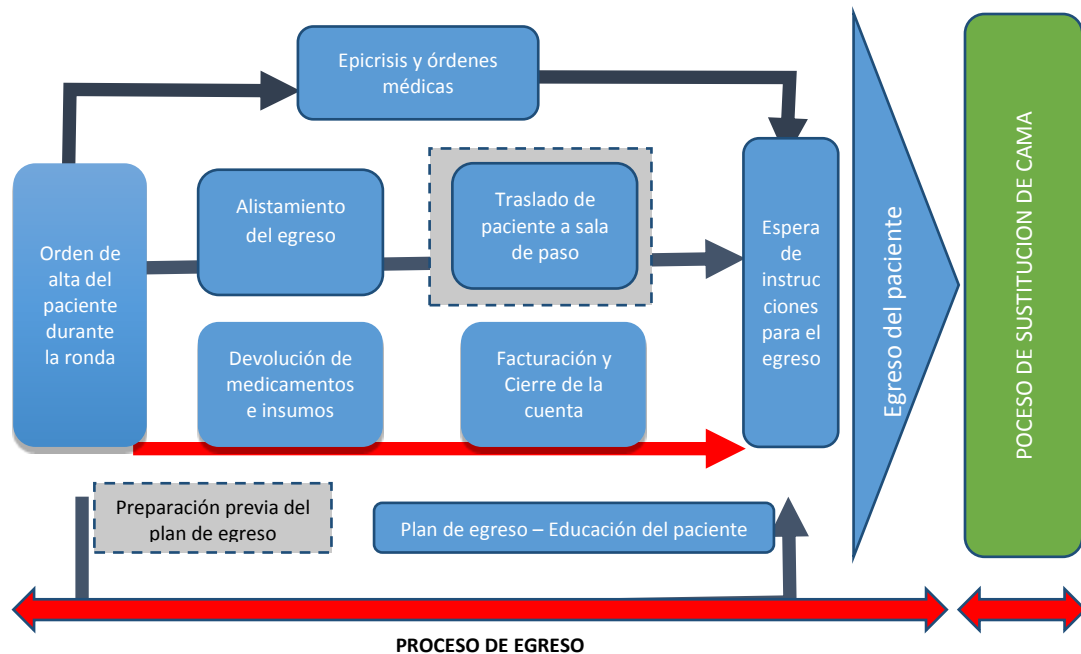 Epicrisis y órdenes
médicas
Orden de
alta del
paciente
durante
la ronda
Alistamiento
del egreso
Traslado de
paciente a sala
de paso
Devolución de
medicamentos
e insumos
Facturación y
Cierre de la
cuenta
Espera
de
instruc
ciones
para el
egreso
Egreso del paciente
POCESO DE SUSTITUCION DE CAMA
Preparación previa del
plan de egreso
Plan de egreso – Educación del paciente
PROCESO DE EGRESO